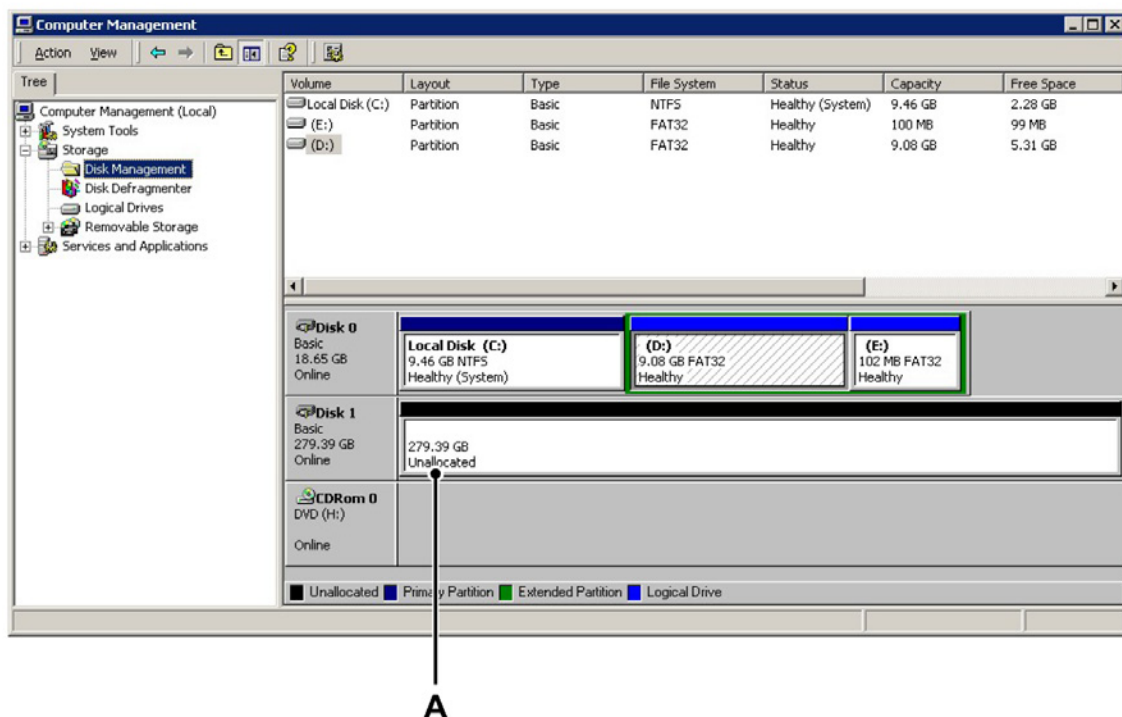 Computer Management
Action View
Tree
Computer Management (Local)
System Tools
Storage
Disk Management
Disk Defragmenter
Logical Drives
Removable Storage
Services and Applications
Volume Layout Type File System Status Capacity Free Space
Local Disk (C:) Partition Basic NTFS Healthy (System) 9.46 GB 2.28 GB
(E:) Partition Basic FAT32 Healthy 100 MB 99 MB
(D:) Partition Basic FAT32 Healthy 9.08 GB 5.31 GB
Disk 0
Basic
18.65 GB
Online
Local Disk (C:)
9.46 GB NTFS
Healthy (System)
(D:)
9.08 GB FAT32
Healthy
(E:)
102 MB FAT32
Healthy
Disk 1
Basic
279.39 GB
Online
279.39 GB
Unallocated
CDRom 0
DVD (H:)
Online
Unallocated Primary Partition Extended Partition Logical Drive
A